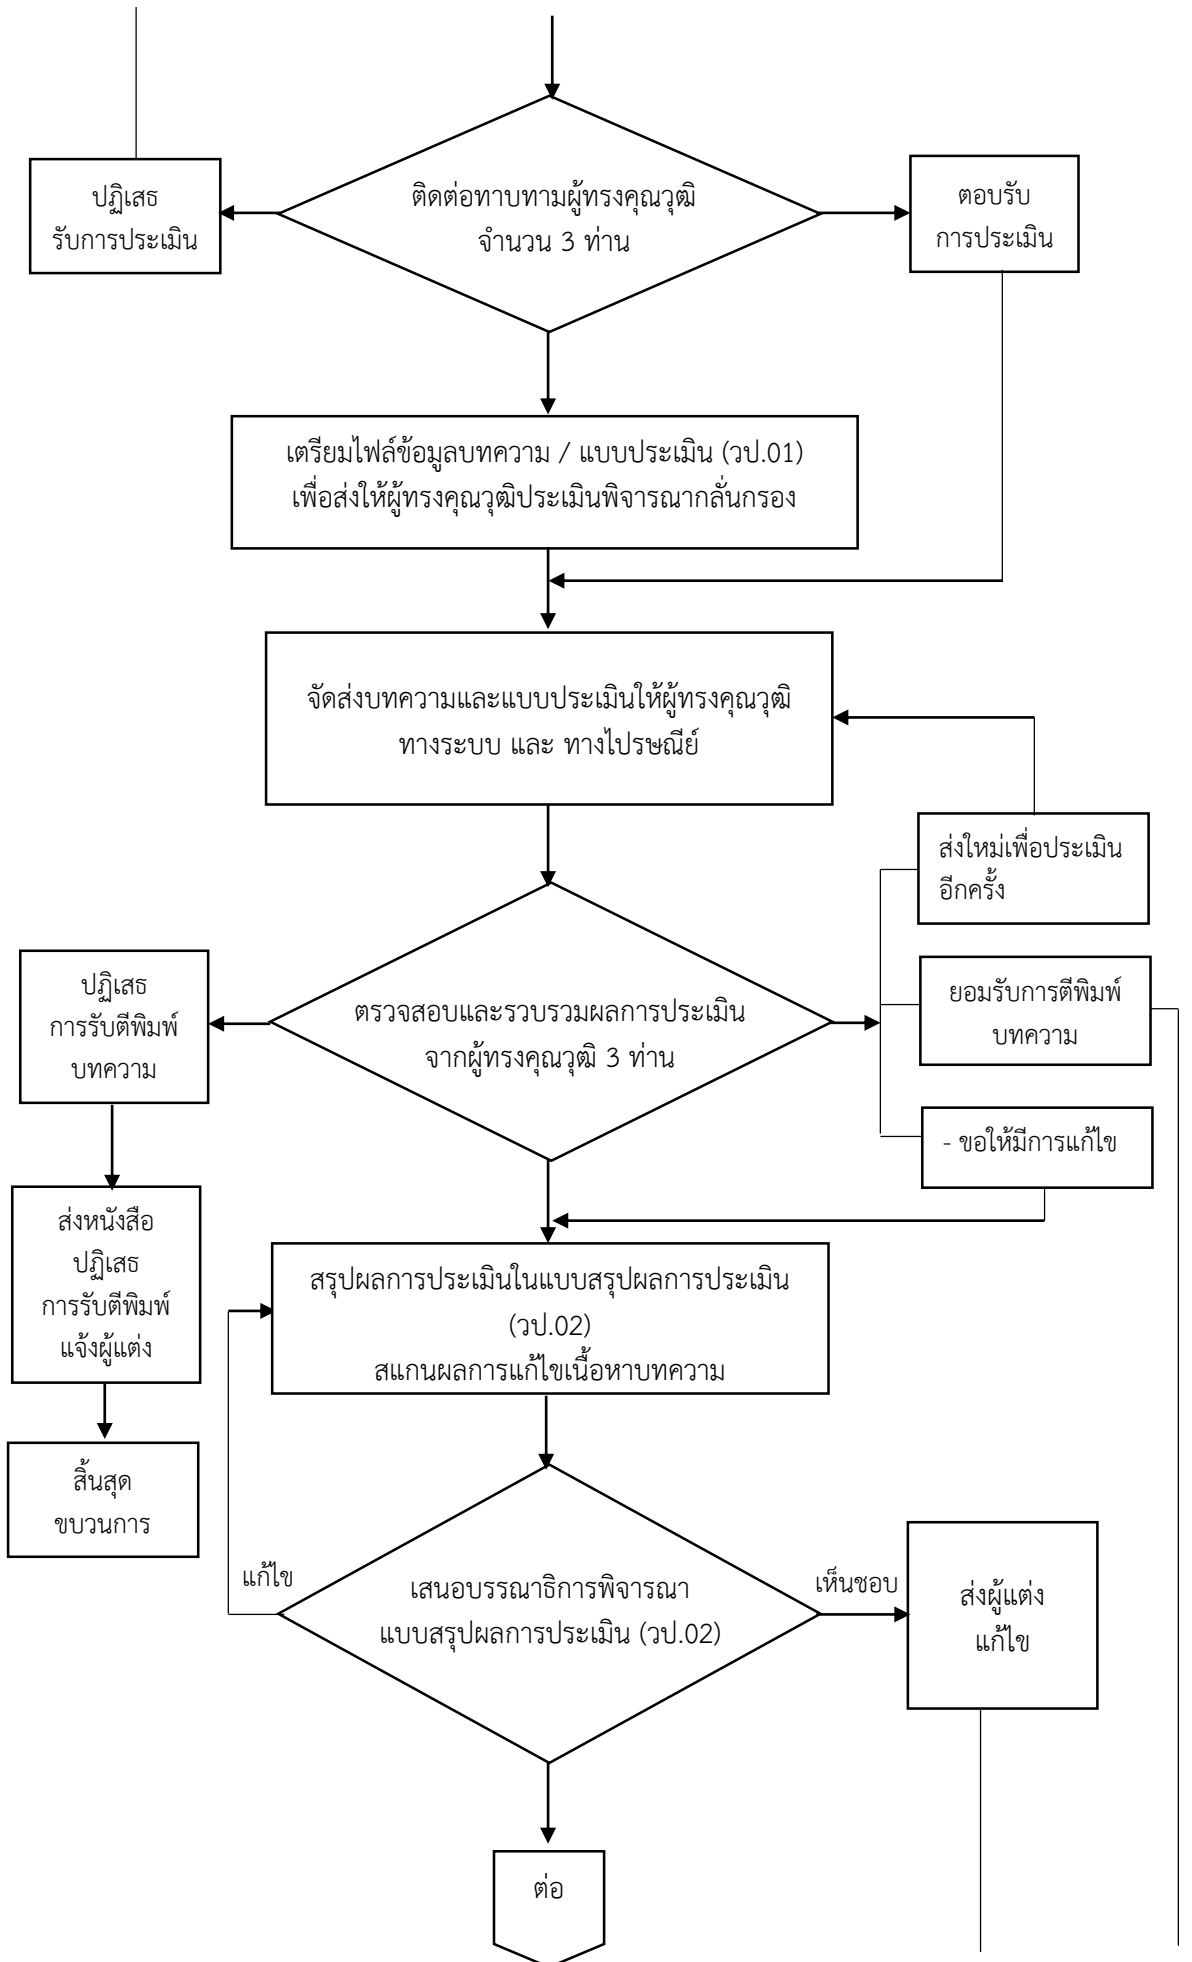 ติดต่อทาบทามผู้ทรงคุณวุฒิ
จำนวน 3 ท่าน
ปฏิเสธ
รับการประเมิน
ตอบรับ
การประเมิน
เตรียมไฟล์ข้อมูลบทความ / แบบประเมิน (วป.01)
เพื่อส่งให้ผู้ทรงคุณวุฒิประเมินพิจารณากลั่นกรอง
จัดส่งบทความและแบบประเมินให้ผู้ทรงคุณวุฒิ
ทางระบบ และ ทางไปรษณีย์
ส่งใหม่เพื่อประเมิน
อีกครั้ง
ปฏิเสธ
การรับตีพิมพ์
บทความ
ตรวจสอบและรวบรวมผลการประเมิน
จากผู้ทรงคุณวุฒิ 3 ท่าน
ยอมรับการตีพิมพ์
บทความ
- ขอให้มีการแก้ไข
ส่งหนังสือ
ปฏิเสธ
การรับตีพิมพ์
แจ้งผู้แต่ง
สรุปผลการประเมินในแบบสรุปผลการประเมิน
(วป.02)
สแกนผลการแก้ไขเนื้อหาบทความ
สิ้นสุด
ขบวนการ
แก้ไข
เสนอบรรณาธิการพิจารณา
แบบสรุปผลการประเมิน (วป.02)
เห็นชอบ
ส่งผู้แต่ง
แก้ไข
ต่อ